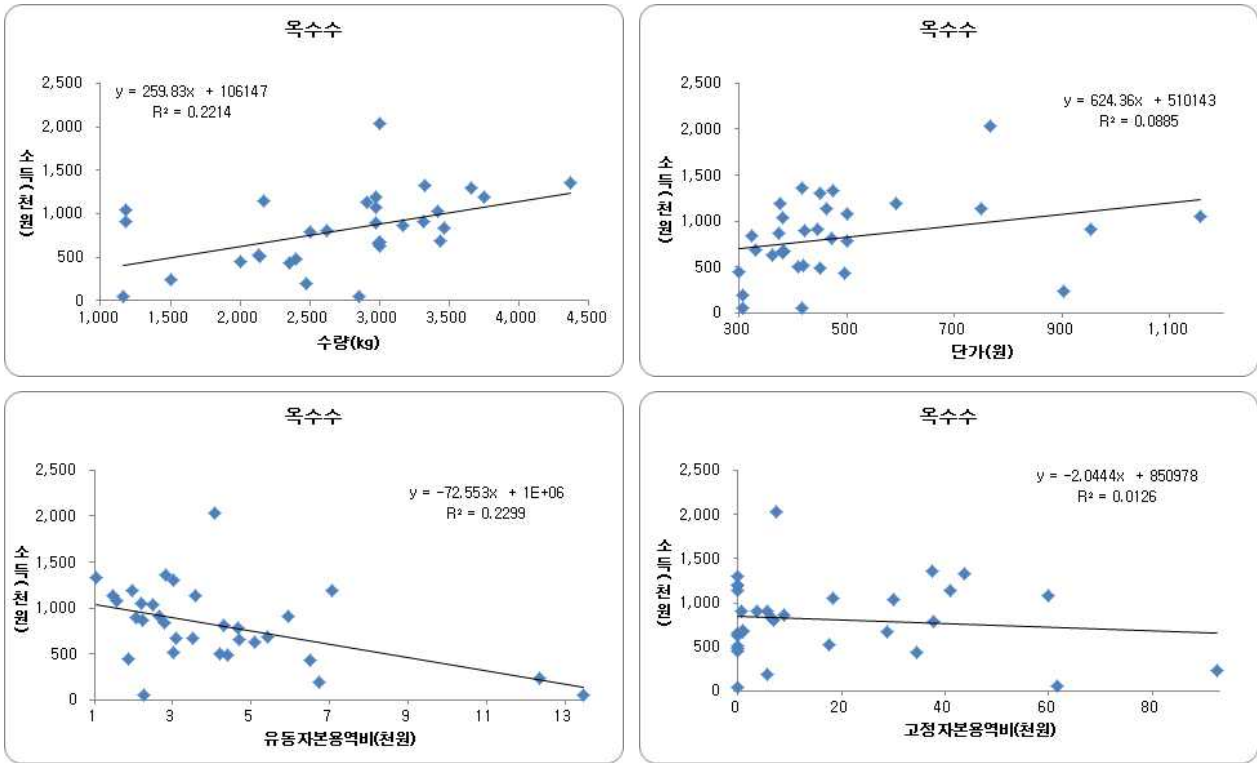 옥수수
y = 259.83x + 106147
R² = 0.2214
2,500
2,000
1,500
1,000
500
0
소득(천원)
1,000 1,500 2,000 2,500 3,000 3,500 4,000 4,500
수량(kg)
옥수수
y = 624.36x + 510143
R² = 0.0885
2,500
2,000
1,500
1,000
500
0
소득(천원)
300 500 700 900 1,100
단가(원)
옥수수
y = -72.553x + 1E+06
R² = 0.2299
2,500
2,000
1,500
1,000
500
0
소득(천원)
1 3 5 7 9 11 13
유동자본용역비(천원)
옥수수
y = -2.0444x + 850978
R² = 0.0126
2,500
2,000
1,500
1,000
500
0
소득(천원)
0 20 40 60 80
고정자본용역비(천원)